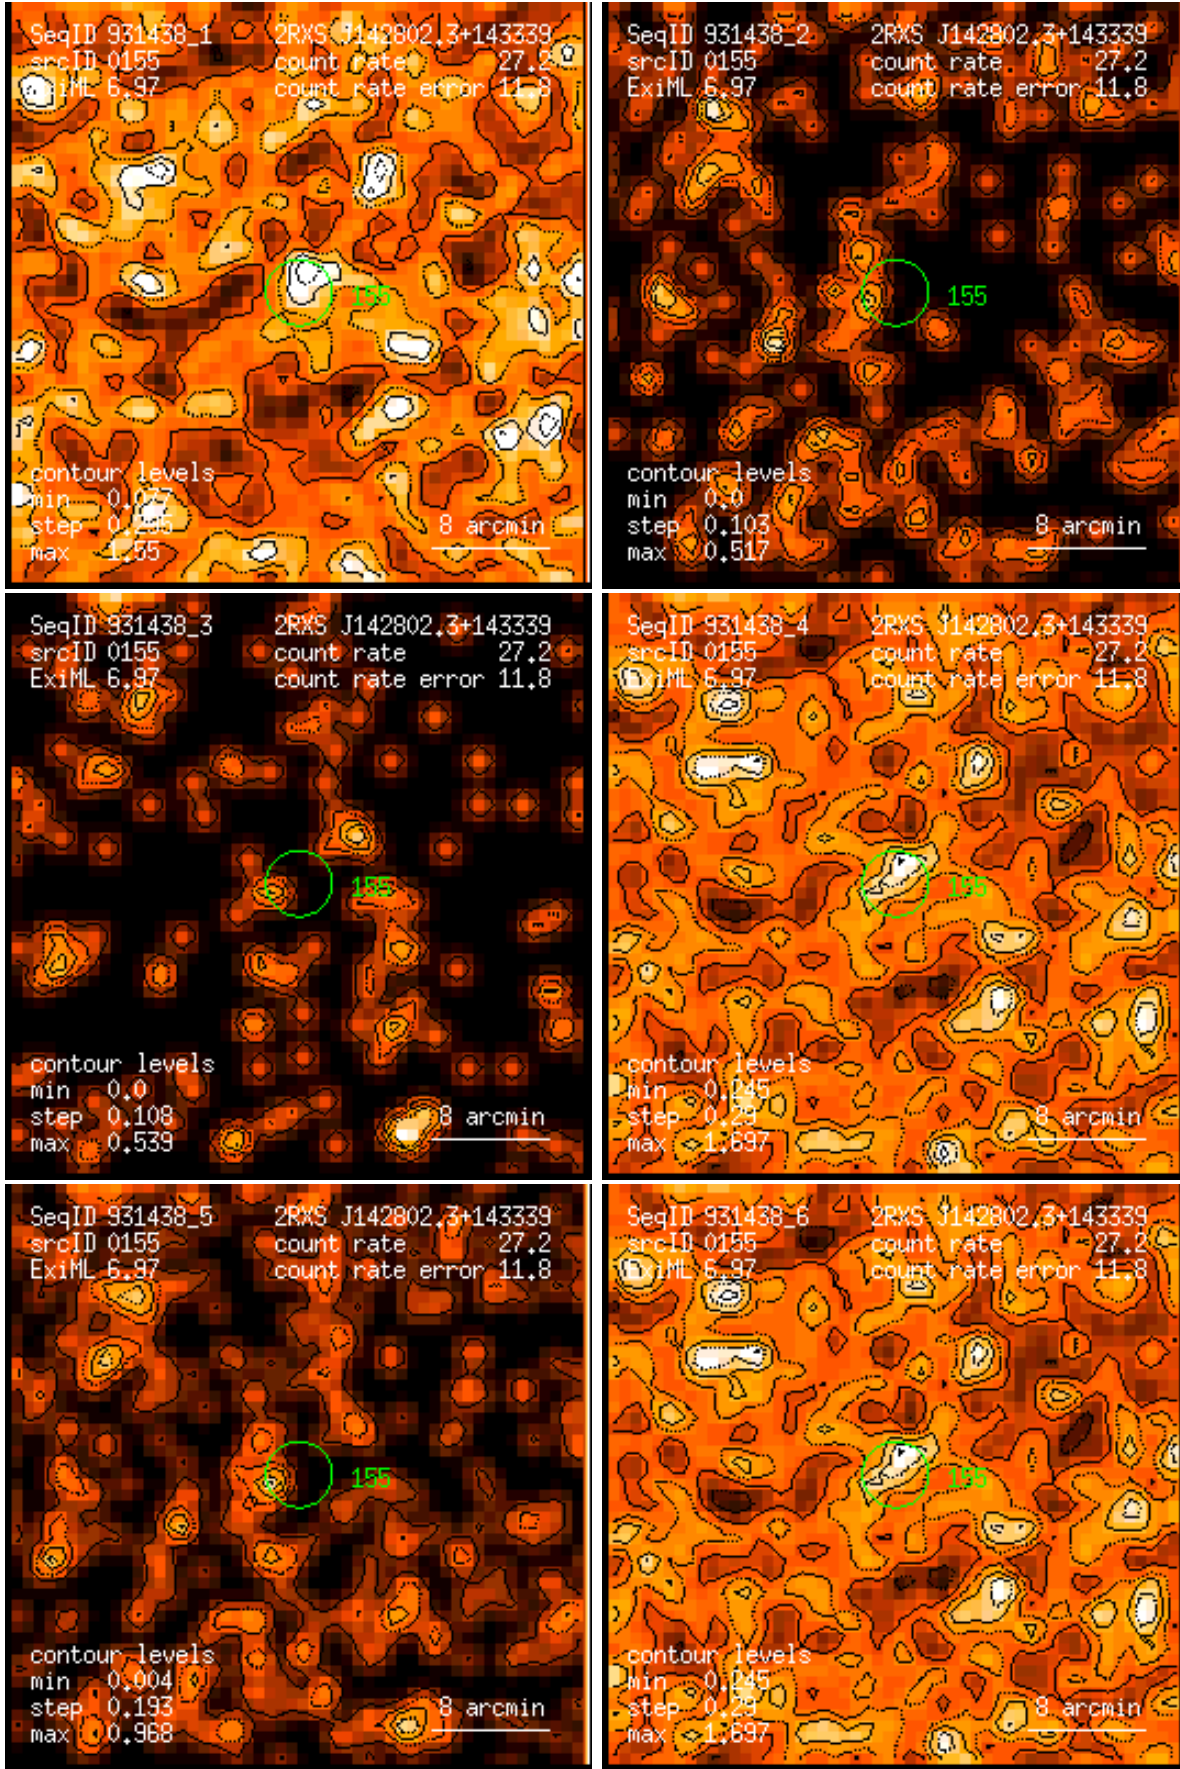 SeqID 931438_1 2RXS J142802.3+143339
srcID 0155 count rate 27.2
ExiML 6.97 count rate error 11.8
155
contour levels
min 0.077
step 0.295
max 1.55
8 arcmin
SeqID 931438_2 2RXS J142802.3+143339
srcID 0155 count rate 27.2
ExiML 6.97 count rate error 11.8
155
contour levels
min 0.0
step 0.103
max 0.517
8 arcmin
SeqID 931438_3 2RXS J142802.3+143339
srcID 0155 count rate 27.2
ExiML 6.97 count rate error 11.8
155
contour levels
min 0.0
step 0.108
max 0.539
8 arcmin
SeqID 931438_4 2RXS J142802.3+143339
srcID 0155 count rate 27.2
ExiML 6.97 count rate error 11.8
155
contour levels
min 0.245
step 0.29
max 1.697
8 arcmin
SeqID 931438_5 2RXS J142802.3+143339
srcID 0155 count rate 27.2
ExiML 6.97 count rate error 11.8
155
contour levels
min 0.004
step 0.193
max 0.968
8 arcmin
SeqID 931438_6 2RXS J142802.3+143339
srcID 0155 count rate 27.2
ExiML 6.97 count rate error 11.8
155
contour levels
min 0.245
step 0.29
max 1.697
8 arcmin